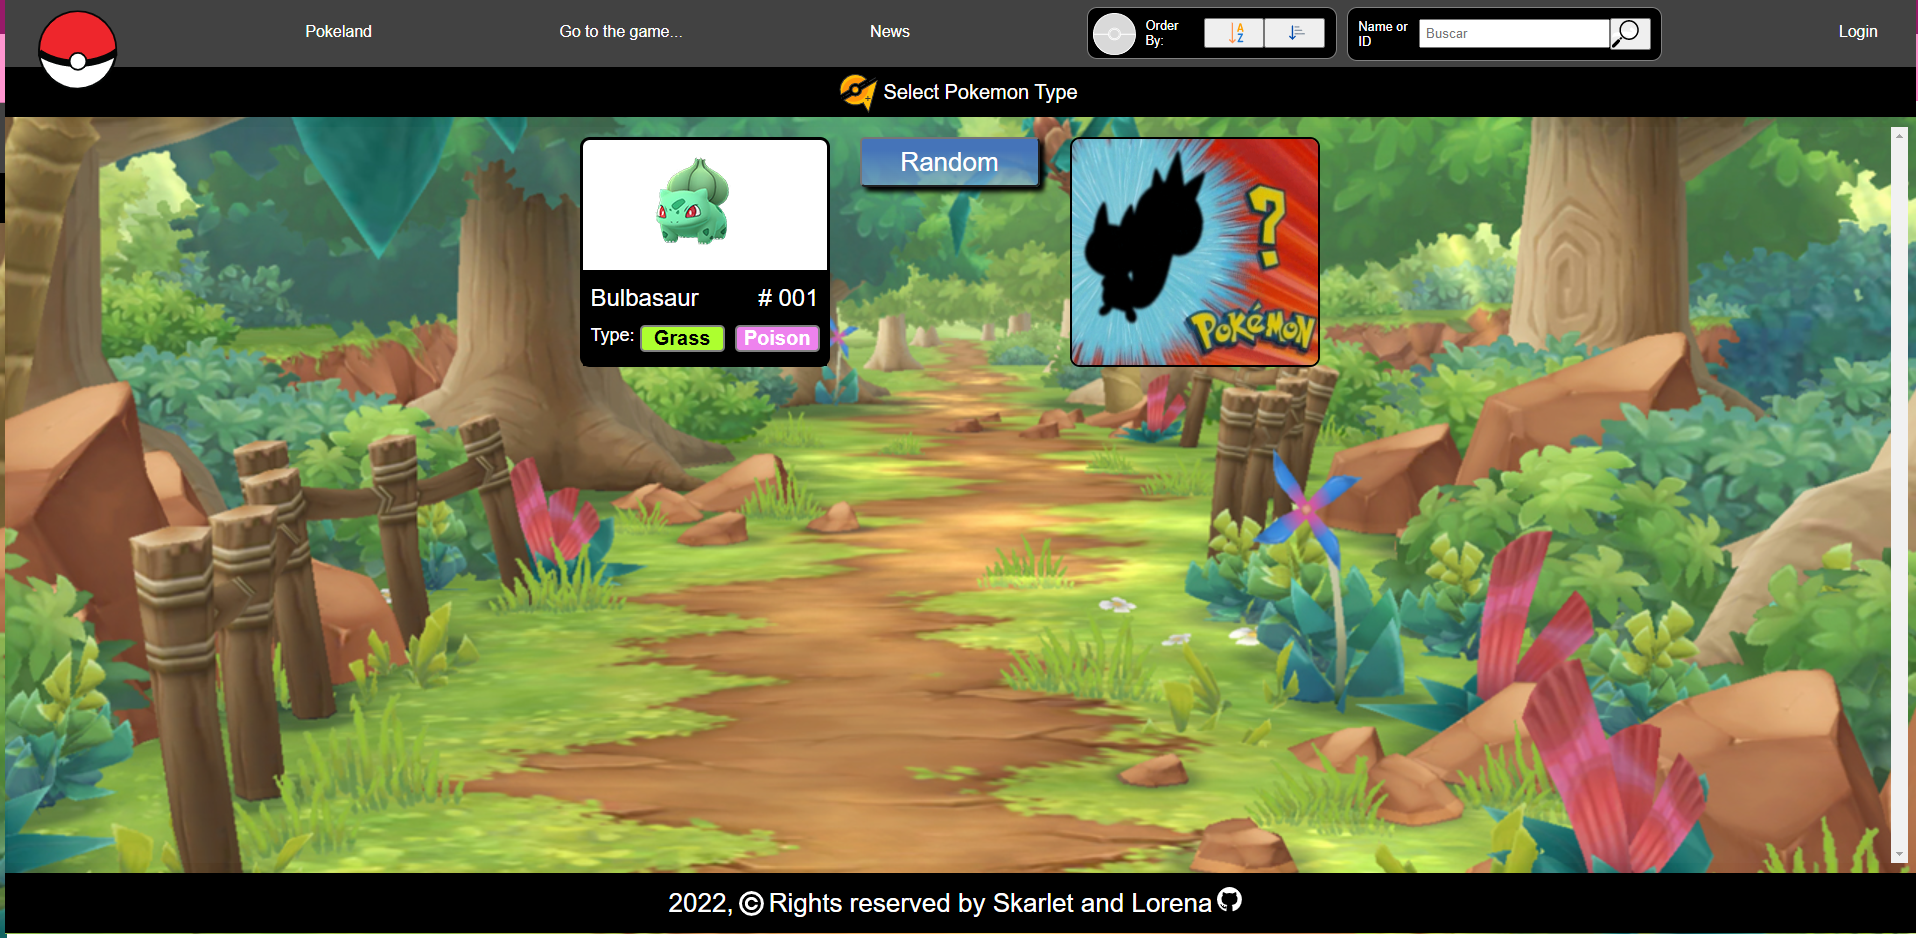 Pokeland
Go to the game...
News
Order
By:
A
Z
Name or
ID
Buscar
Login
Select Pokemon Type
Random
?
Pokémon
Bulbasaur
# 001
Type:
Grass
Poison
2022, © Rights reserved by Skarlet and Lorena